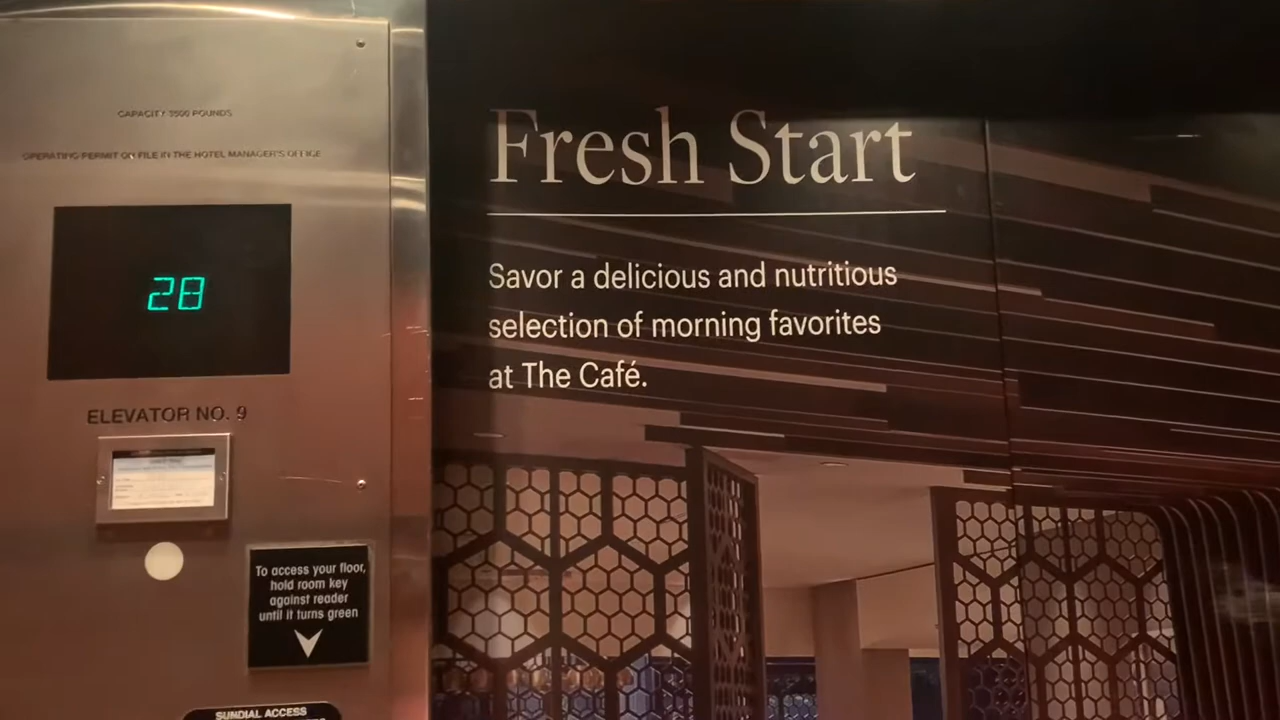 CAPACITY 3500 POUNDS
OPERATING PERMIT ON FILE IN THE HOTEL MANAGER'S OFFICE
28
ELEVATOR NO. 9
To access your floor,
hold room key
against reader
until it turns green
SUNDIAL ACCESS
Fresh Start
Savor a delicious and nutritious
selection of morning favorites
at The Café.